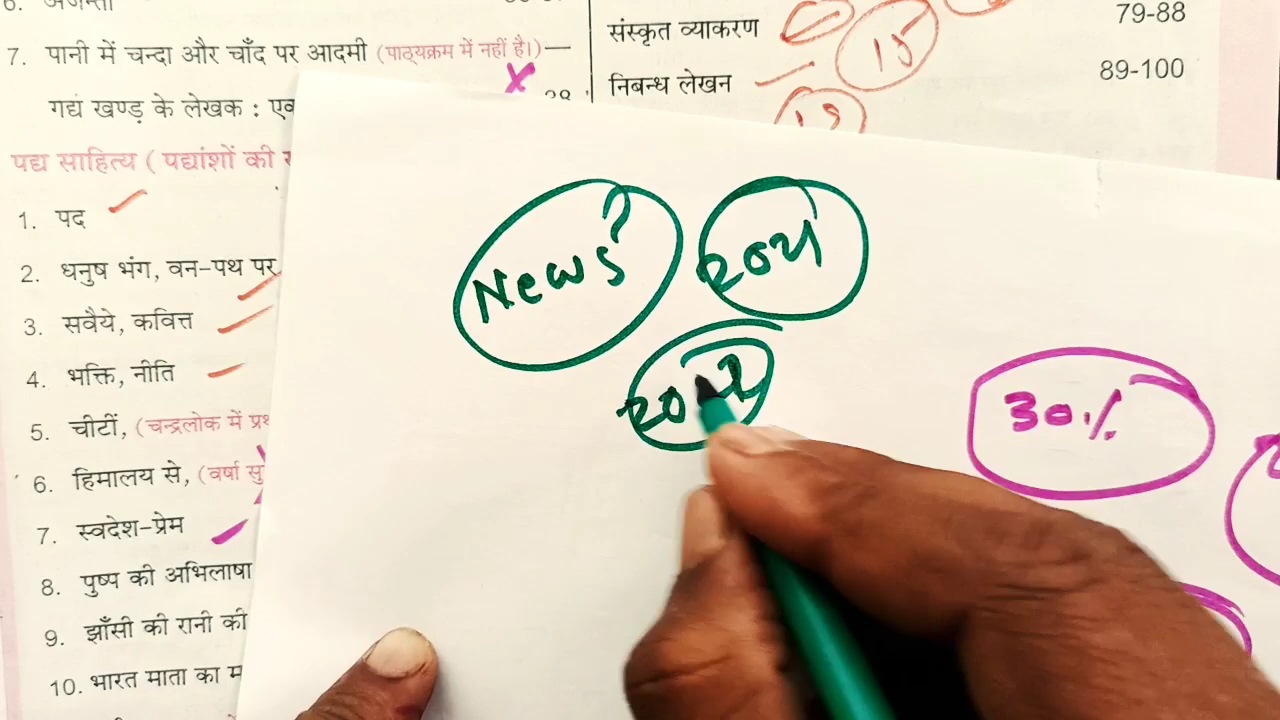 6. अजन्ता
7. पानी में चन्दा और चाँद पर आदमी (पाठ्यक्रम में नहीं है।)—
गद्य खण्ड के लेखक : एक
पद्य साहित्य ( पद्यांशों की
1. पद
2. धनुष भंग, वन-पथ पर
3. सवैये, कवित्त
4. भक्ति, नीति
5. चीटीं, (चन्द्रलोक में प्रथ
6. हिमालय से, (वर्षा सु
7. स्वदेश-प्रेम
8. पुष्प की अभिलाषा
9. झाँसी की रानी की
10. भारत माता का म
संस्कृत व्याकरण 79-88
15
निबन्ध लेखन 89-100
News?
30%